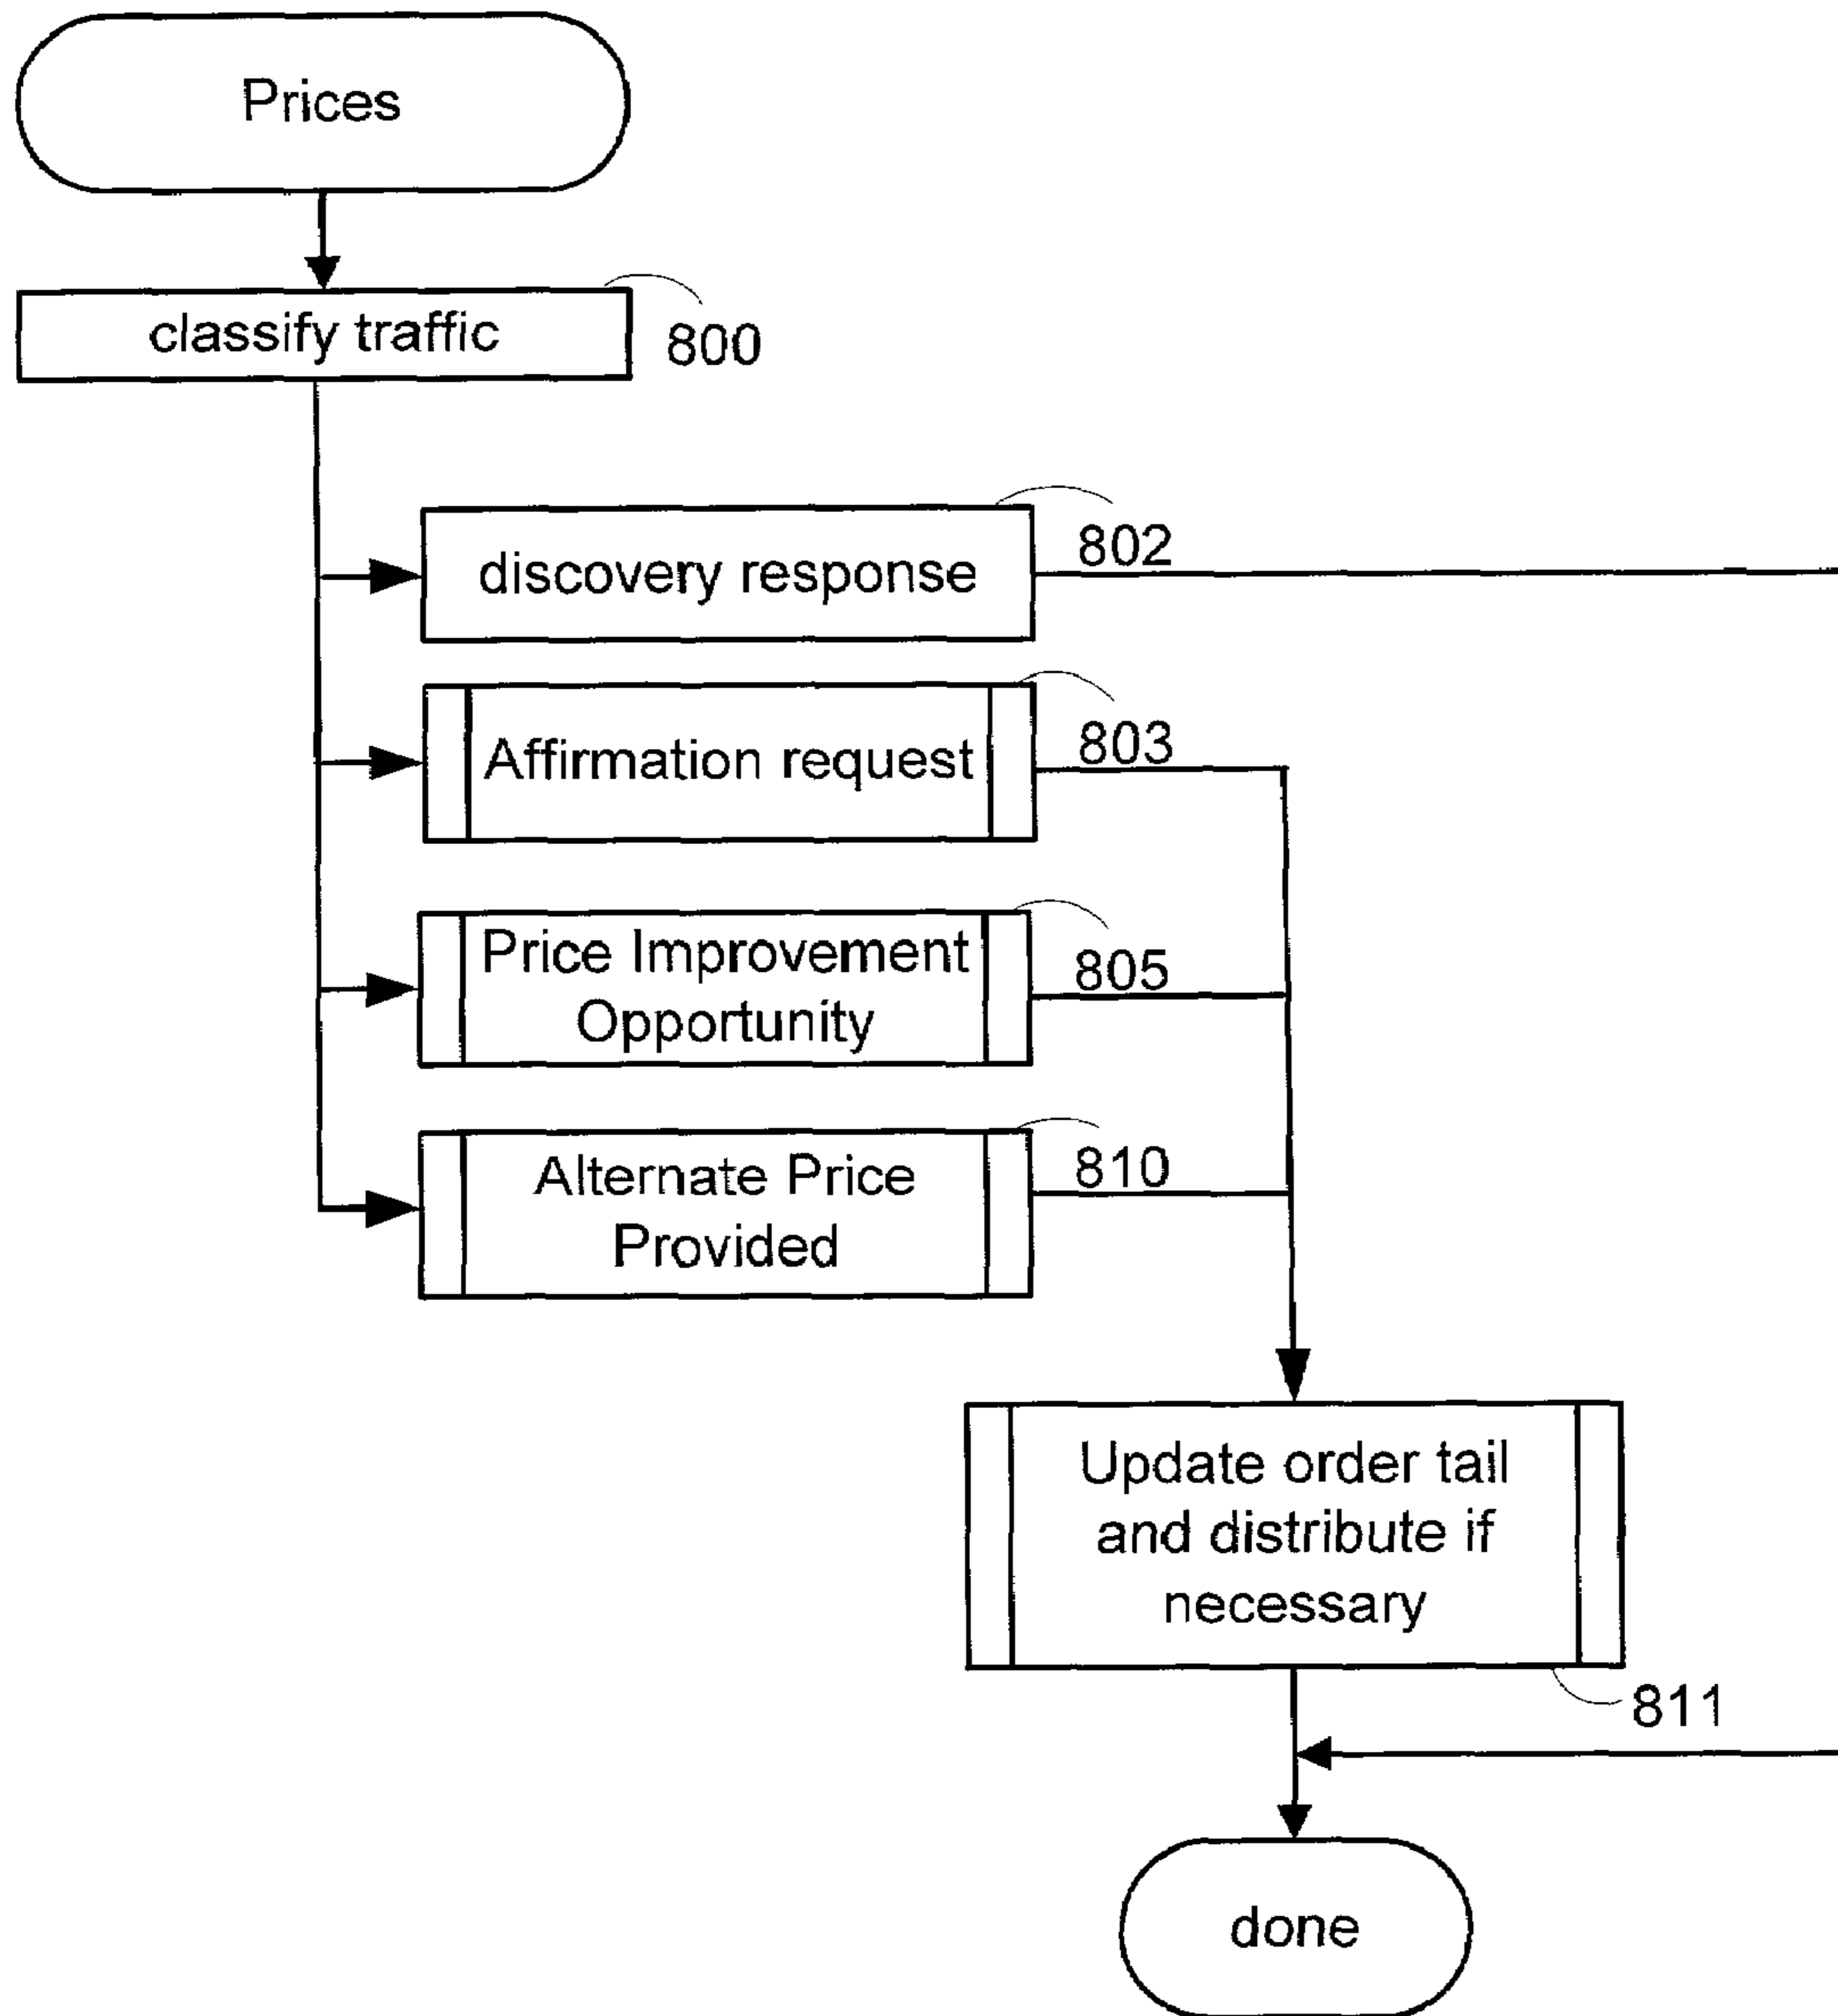 Prices
classify traffic
800
discovery response
802
Affirmation request
803
Price Improvement
Opportunity
805
Alternate Price
Provided
810
Update order tail
and distribute if
necessary
811
done